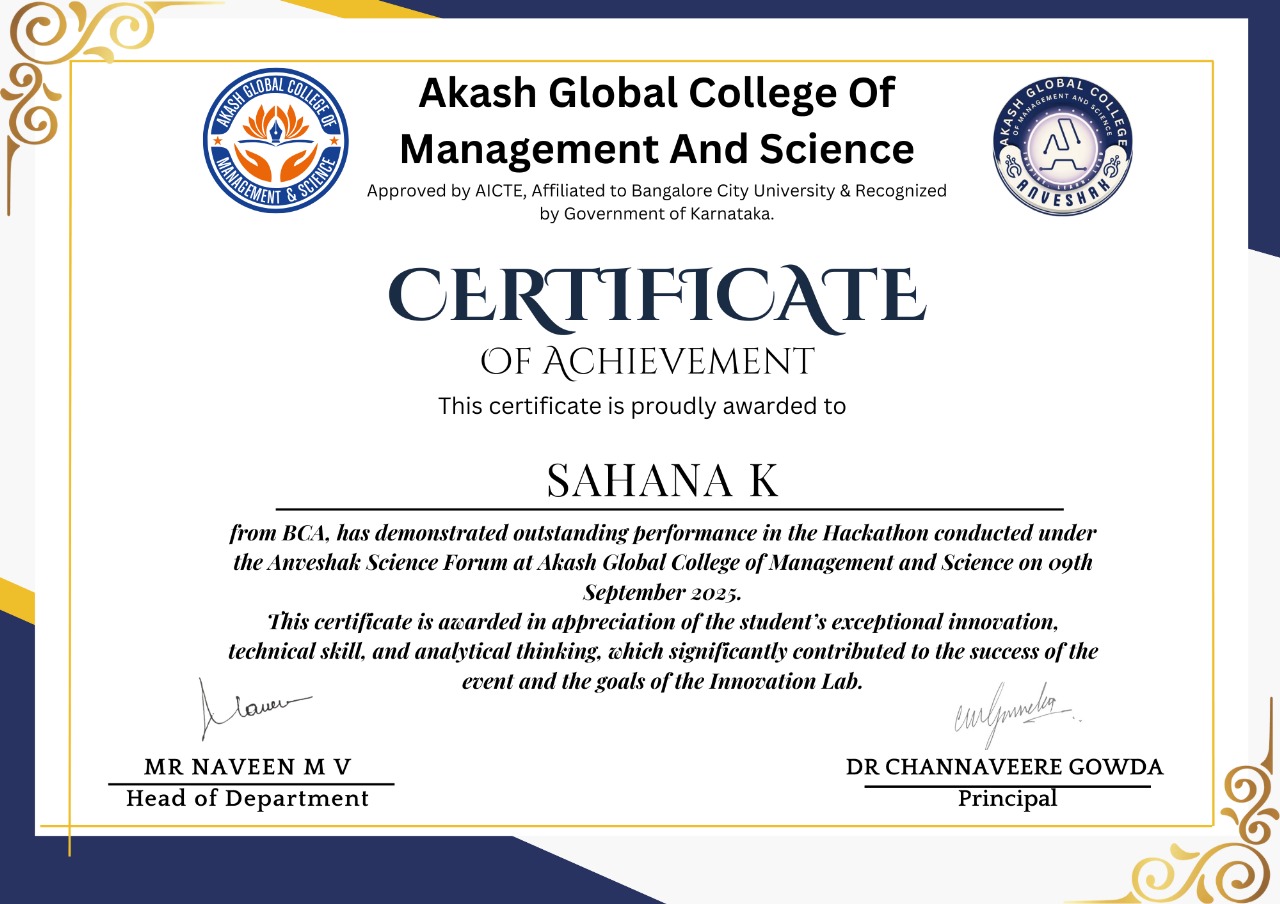 Akash Global College Of
Management And Science
Approved by AICTE, Affiliated to Bangalore City University & Recognized
by Government of Karnataka.
AKASH GLOBAL COLLEGE OF
MANAGEMENT & SCIENCE
AKASH GLOBAL COLLEGE
OF MANAGEMENT AND SCIENCE
ANVESHAK
CERTIFICATE
OF ACHIEVEMENT
This certificate is proudly awarded to
SAHANA K
from BCA, has demonstrated outstanding performance in the Hackathon conducted under
the Anveshak Science Forum at Akash Global College of Management and Science on 09th
September 2025.
This certificate is awarded in appreciation of the student’s exceptional innovation,
technical skill, and analytical thinking, which significantly contributed to the success of the
event and the goals of the Innovation Lab.
MR NAVEEN M V
Head of Department
DR CHANNAVEERE GOWDA
Principal